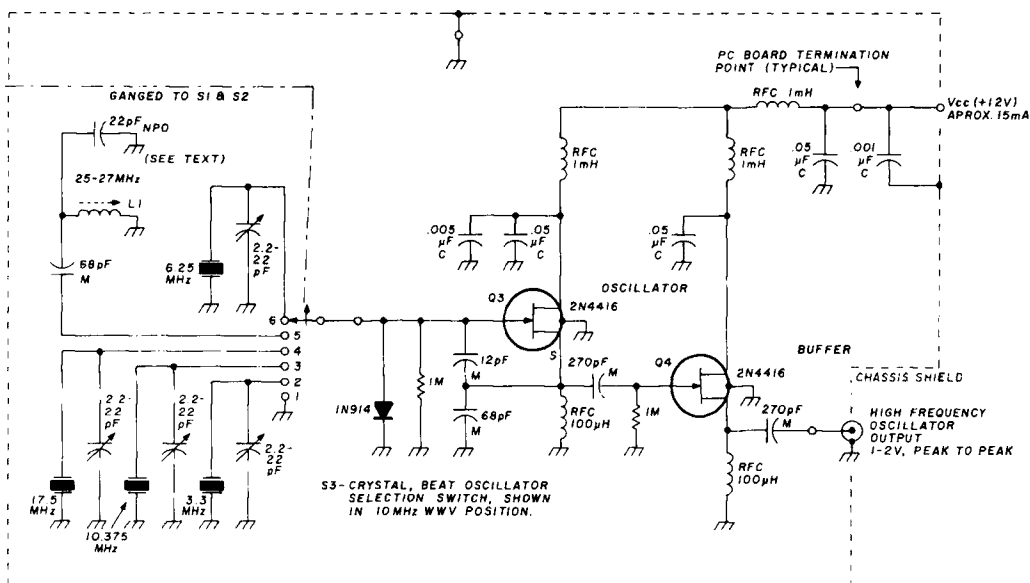 PC BOARD TERMINATION
POINT (TYPICAL)
GANGED TO S1 & S2
RFC 1mH
Vcc (+12V)
APROX. 15mA
22pF
NPO
(SEE TEXT)
RFC
1mH
RFC
1mH
.05
µF
C
.001
µF
C
25-27MHz
L1
2.2-
22
pF
.005
µF
C
.05
µF
C
.05
µF
C
68pF
M
6.25
MHz
OSCILLATOR
Q3
2N4416
6
5
4
3
2
1
S
12pF
M
270pF
M
Q4
BUFFER
2N4416
1M
1N914
68pF
M
RFC
100µH
1M
CHASSIS SHIELD
270pF
M
HIGH FREQUENCY
OSCILLATOR
OUTPUT
1-2V, PEAK TO PEAK
2.2-
22
pF
2.2-
22
pF
2.2-
22
pF
RFC
100µH
17.5
MHz
10.375
MHz
3.3
MHz
S3-CRYSTAL, BEAT OSCILLATOR
SELECTION SWITCH, SHOWN
IN 10MHz WWV POSITION.